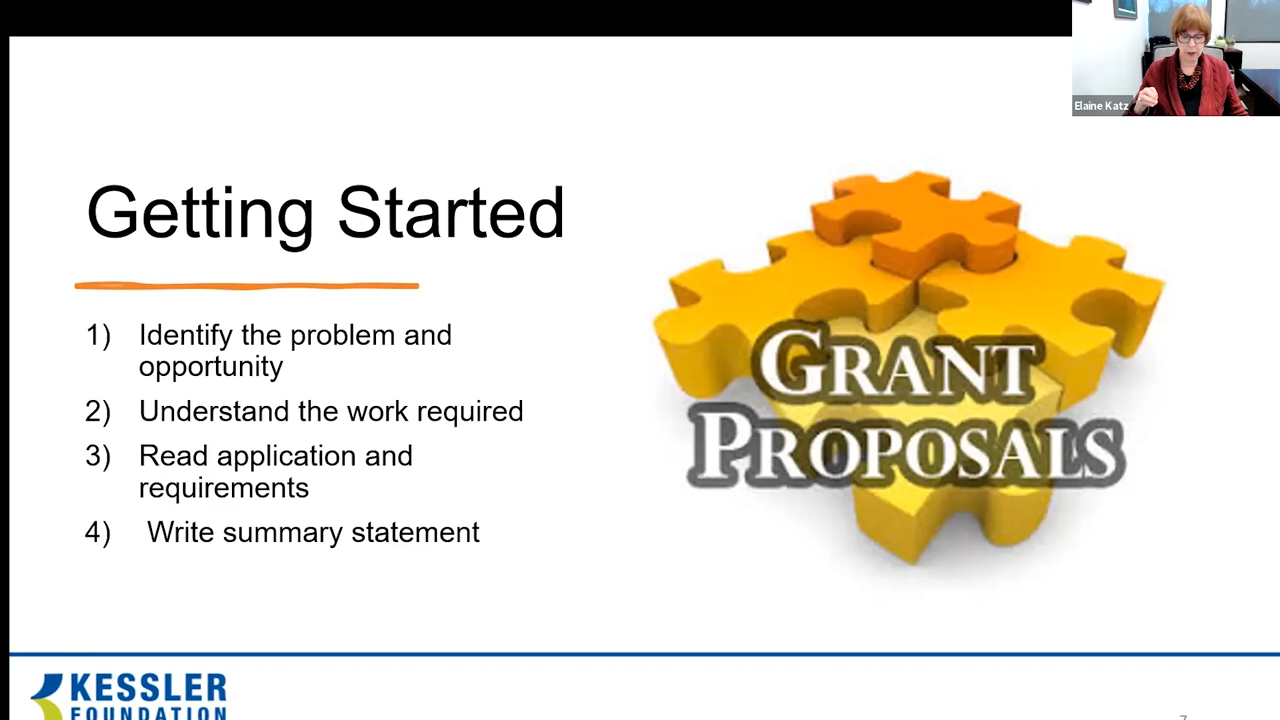 Elaine Katz
Getting Started
1) Identify the problem and
opportunity
2) Understand the work required
3) Read application and
requirements
4) Write summary statement
GRANT
PROPOSALS
KESSLER
FOUNDATION
7